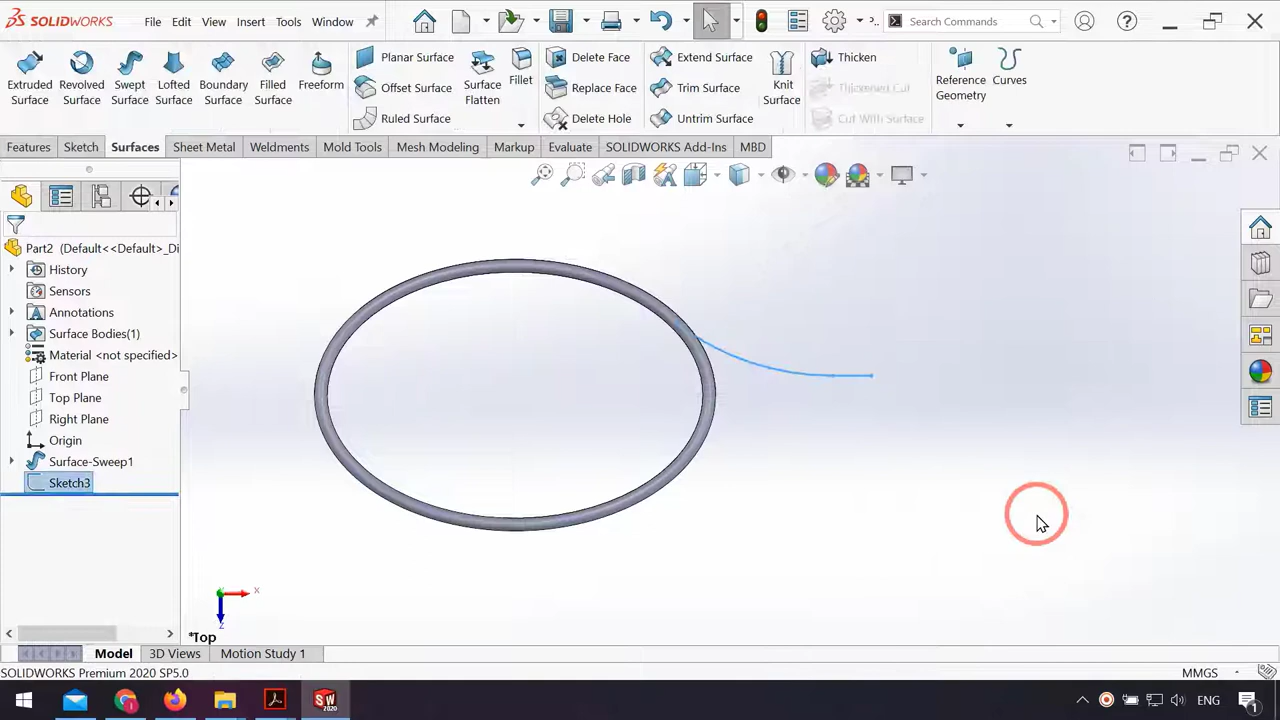 SOLIDWORKS File Edit View Insert Tools Window Search Commands
Extruded Surface
Revolved Surface
Swept Surface
Lofted Surface
Boundary Surface
Filled Surface
Freeform
Planar Surface
Offset Surface
Ruled Surface
Surface Flatten
Fillet
Delete Face
Replace Face
Delete Hole
Extend Surface
Trim Surface
Untrim Surface
Knit Surface
Thicken
Thickened Cut
Cut With Surface
Reference Geometry
Curves
Features Sketch Surfaces Sheet Metal Weldments Mold Tools Mesh Modeling Markup Evaluate SOLIDWORKS Add-Ins MBD
Part2 (Default<<Default>_Di
History
Sensors
Annotations
Surface Bodies(1)
Material <not specified>
Front Plane
Top Plane
Right Plane
Origin
Surface-Sweep1
Sketch3
X
Z
*Top
Model 3D Views Motion Study 1
SOLIDWORKS Premium 2020 SP5.0 MMGS
SW 2020 ENG 1